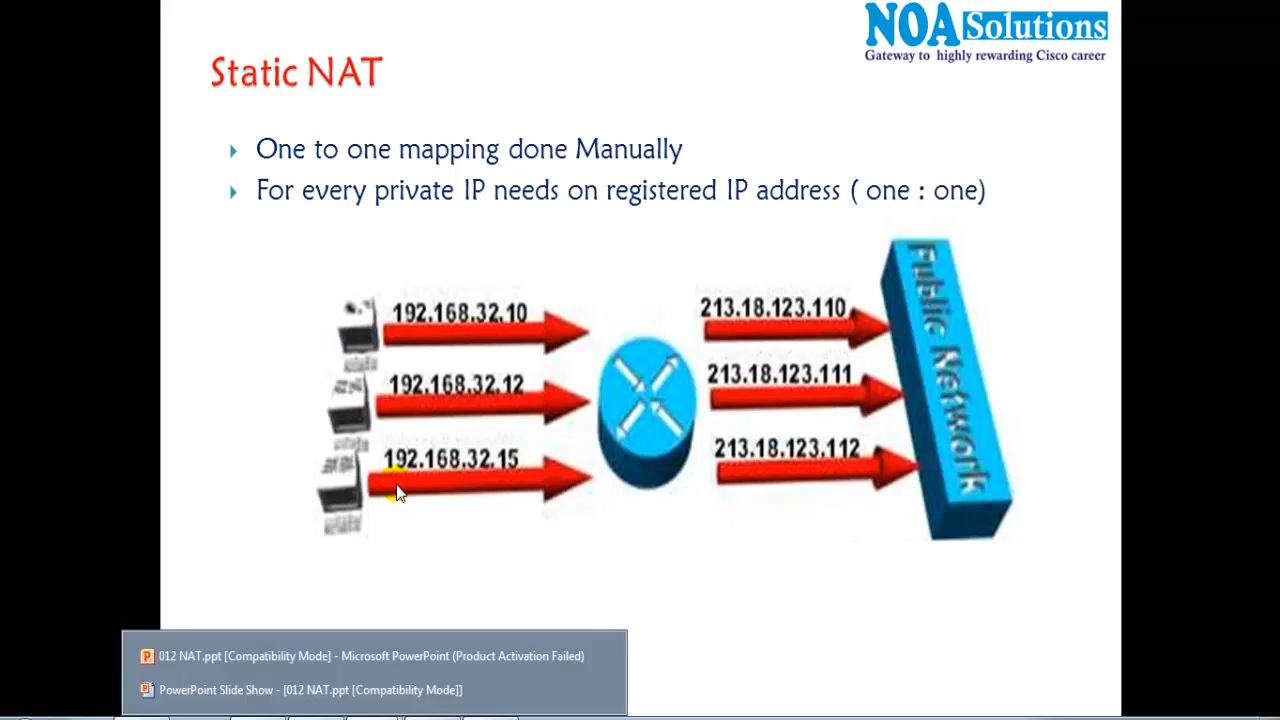 NOA Solutions
Gateway to highly rewarding Cisco career
Static NAT
One to one mapping done Manually
For every private IP needs on registered IP address ( one : one)
192.168.32.10
213.18.123.110
192.168.32.12
213.18.123.111
192.168.32.15
213.18.123.112
Public Network
012 NAT.ppt [Compatibility Mode] - Microsoft PowerPoint (Product Activation Failed)
PowerPoint Slide Show - [012 NAT.ppt [Compatibility Mode]]